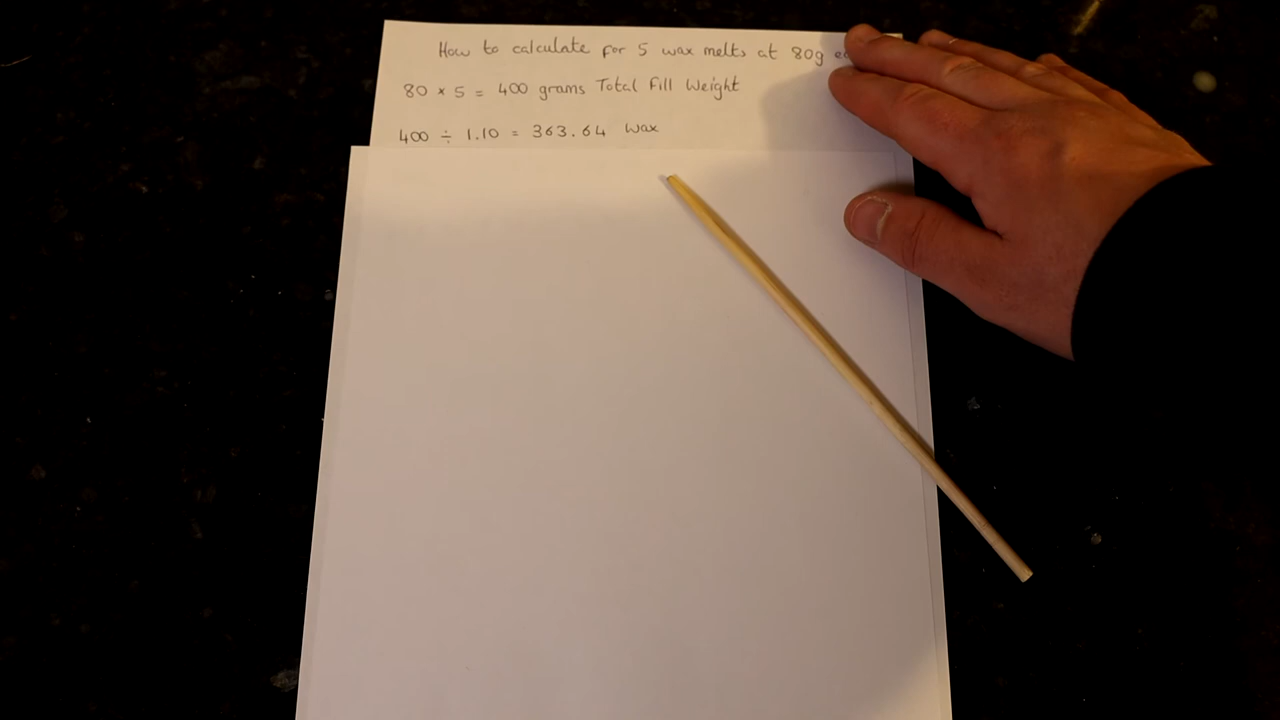 How to calculate for 5 wax melts at 80g
80 × 5 = 400 grams Total Fill Weight
400 ÷ 1.10 = 363.64 Wax